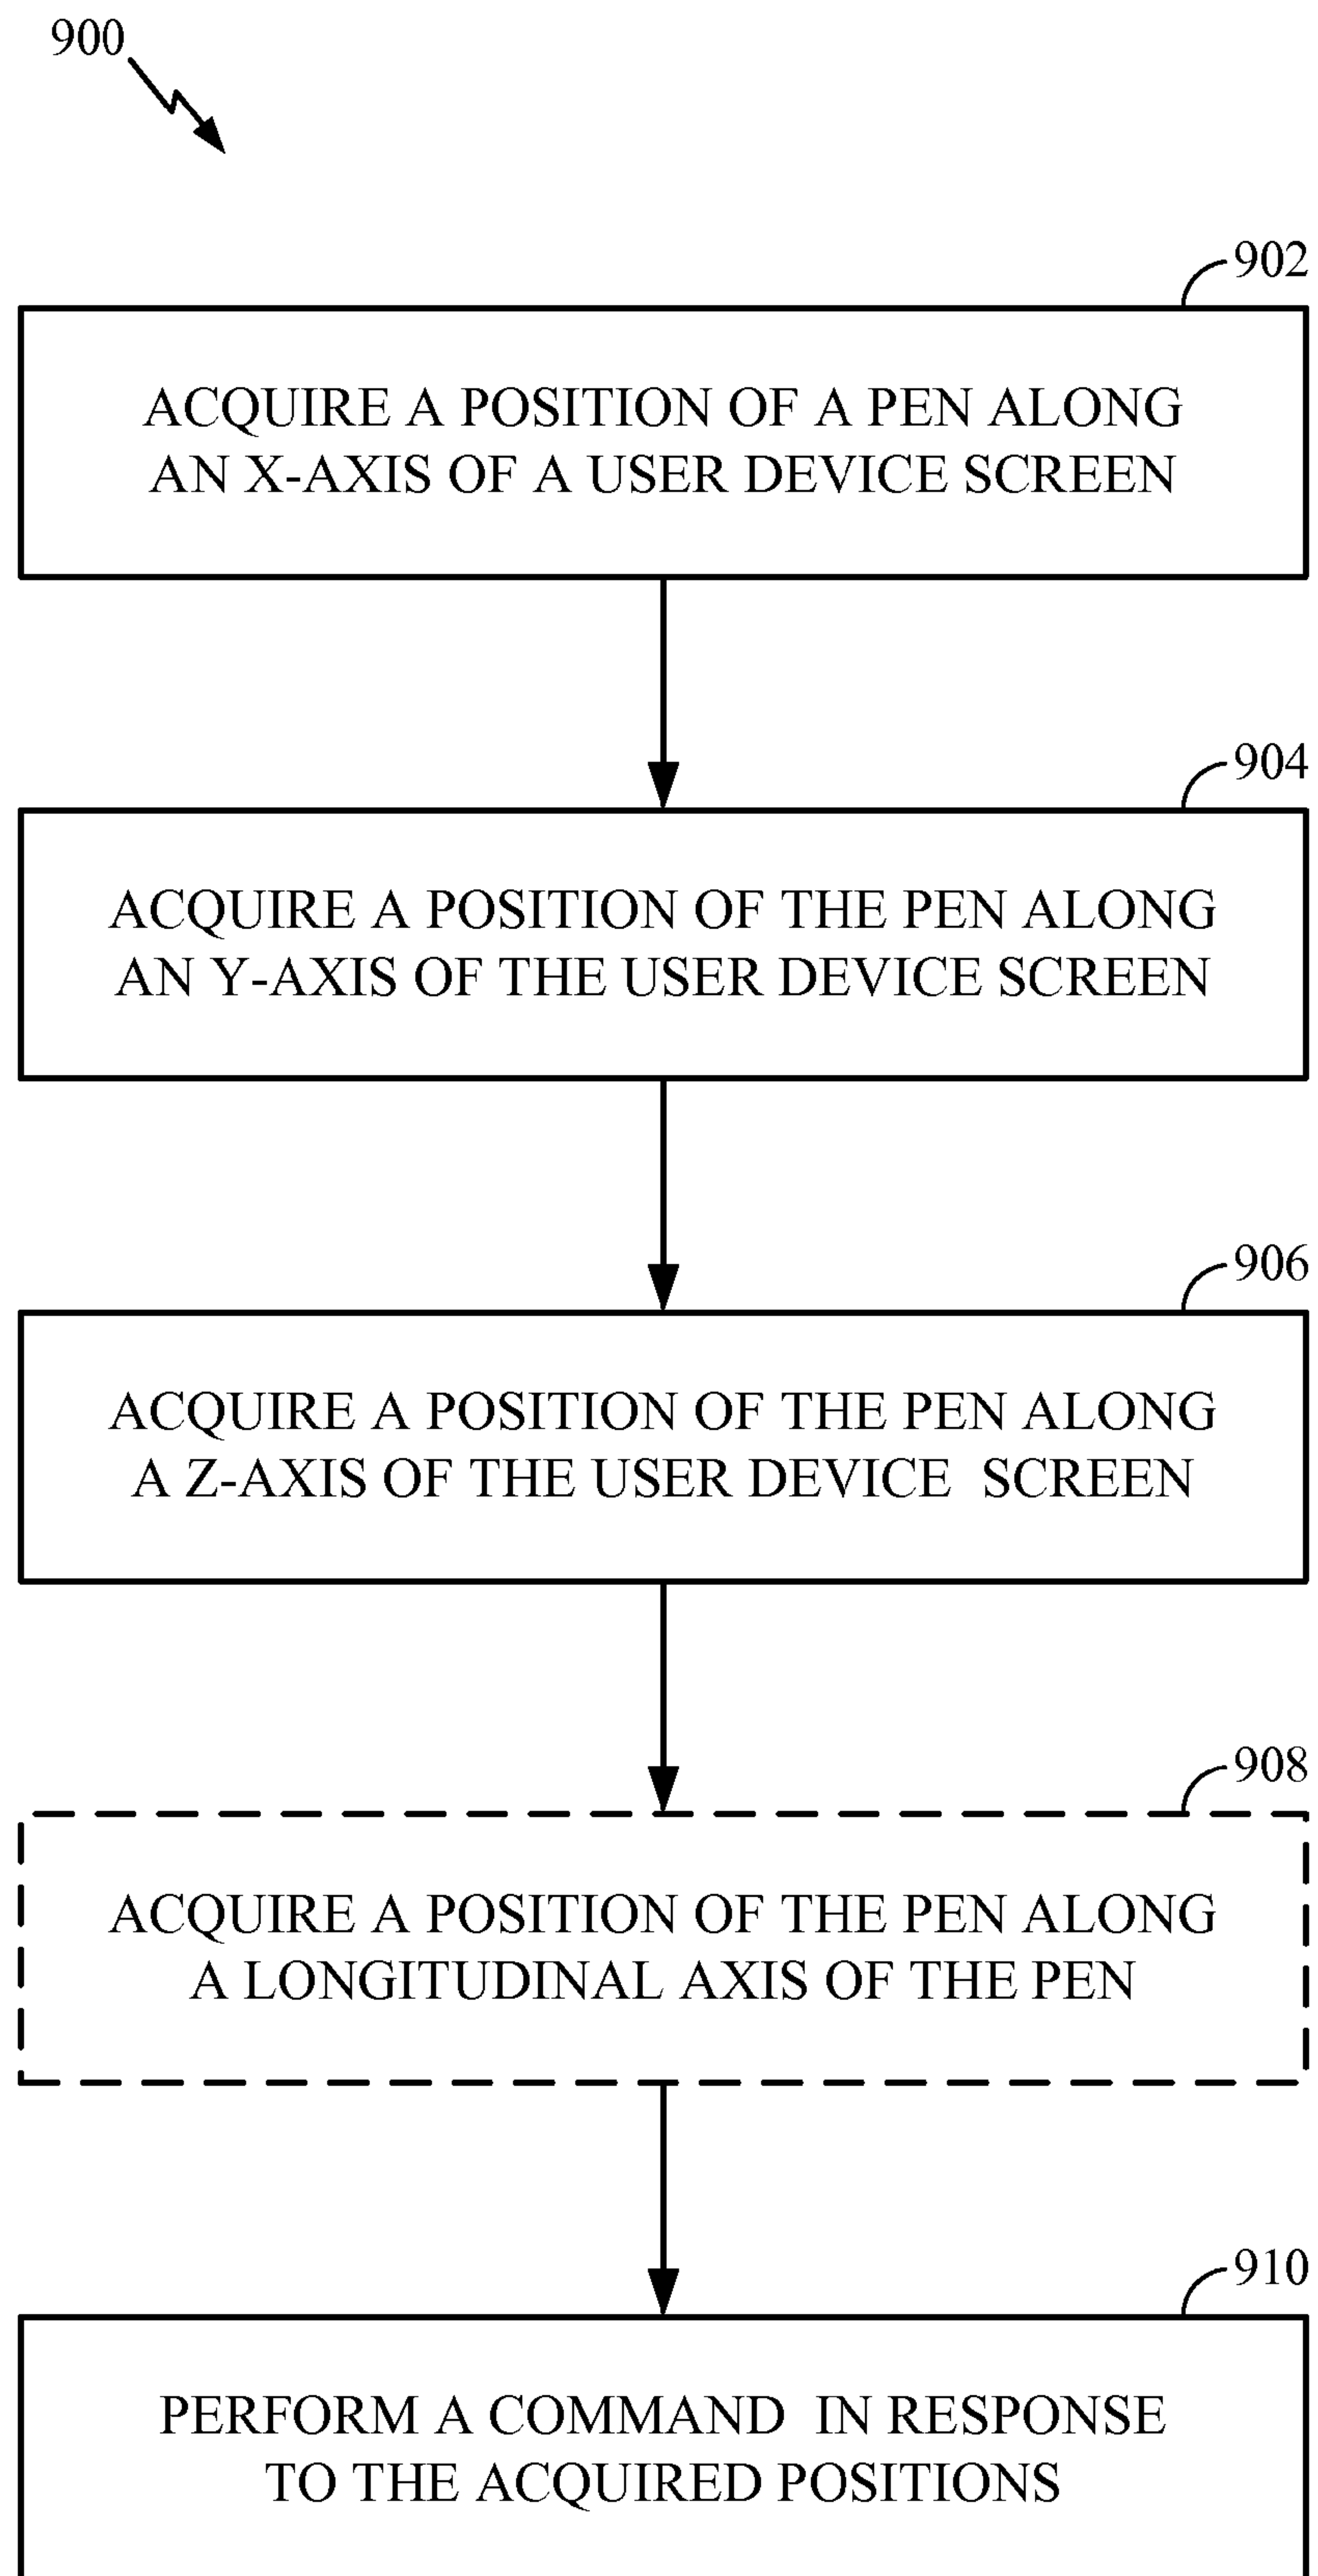 900
902
ACQUIRE A POSITION OF A PEN ALONG
AN X-AXIS OF A USER DEVICE SCREEN
904
ACQUIRE A POSITION OF THE PEN ALONG
AN Y-AXIS OF THE USER DEVICE SCREEN
906
ACQUIRE A POSITION OF THE PEN ALONG
A Z-AXIS OF THE USER DEVICE SCREEN
908
ACQUIRE A POSITION OF THE PEN ALONG
A LONGITUDINAL AXIS OF THE PEN
910
PERFORM A COMMAND IN RESPONSE
TO THE ACQUIRED POSITIONS